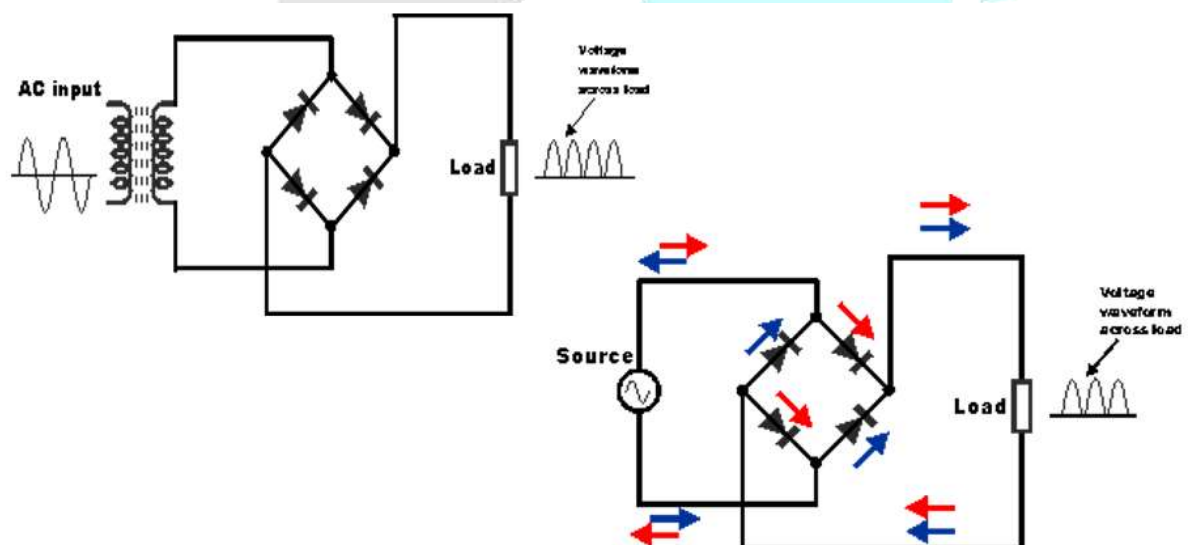 AC input
Voltage
waveform
across load
Load
Source
Voltage
waveform
across load
Load